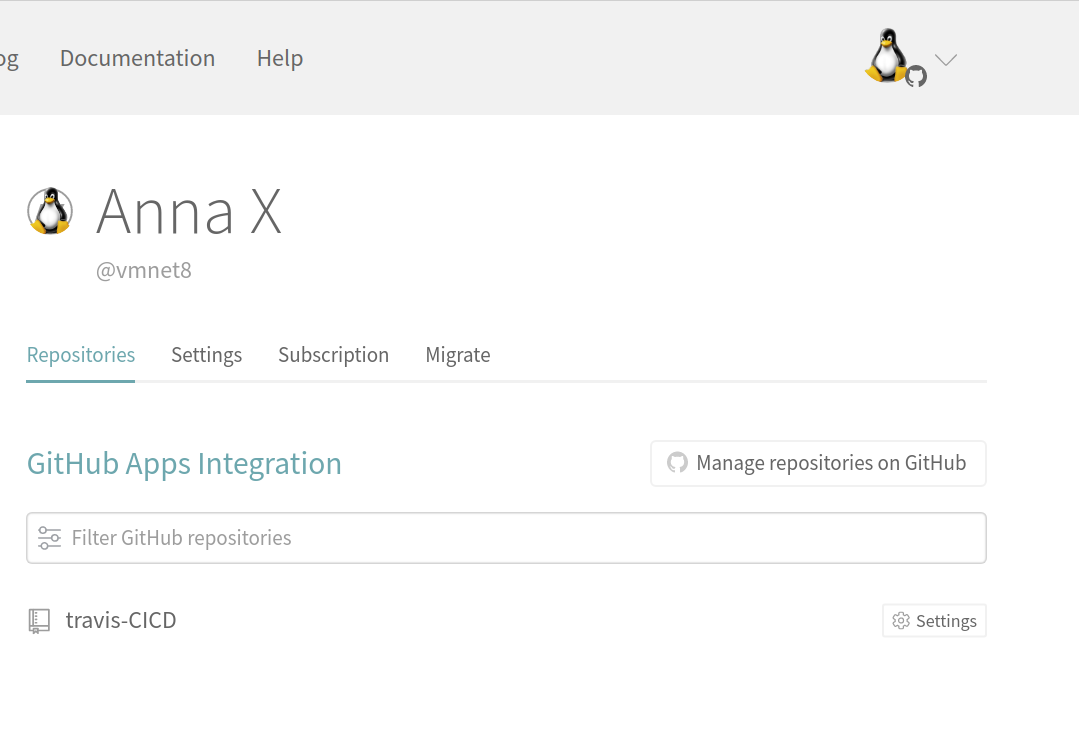 Documentation Help
Anna X
@vmnet8
Repositories Settings Subscription Migrate
GitHub Apps Integration Manage repositories on GitHub
Filter GitHub repositories
travis-CICD Settings